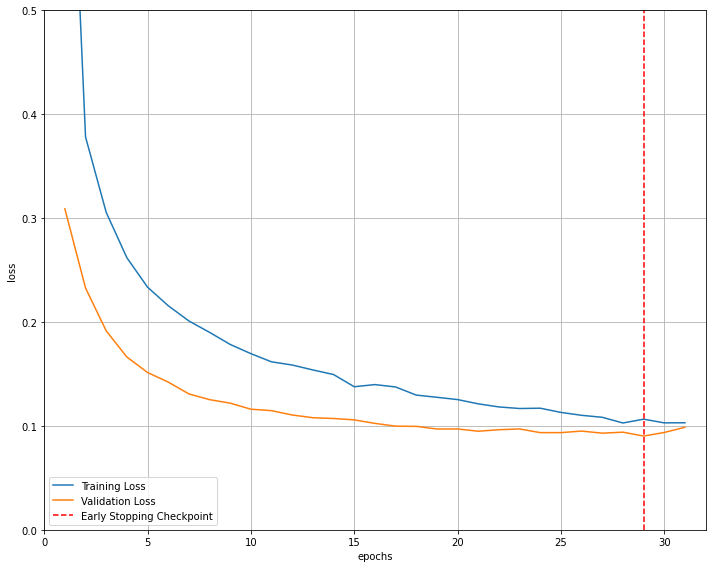 0.5
0.4
0.3
0.2
0.1
0.0
loss
Training Loss
Validation Loss
Early Stopping Checkpoint
0 5 10 15 20 25 30
epochs